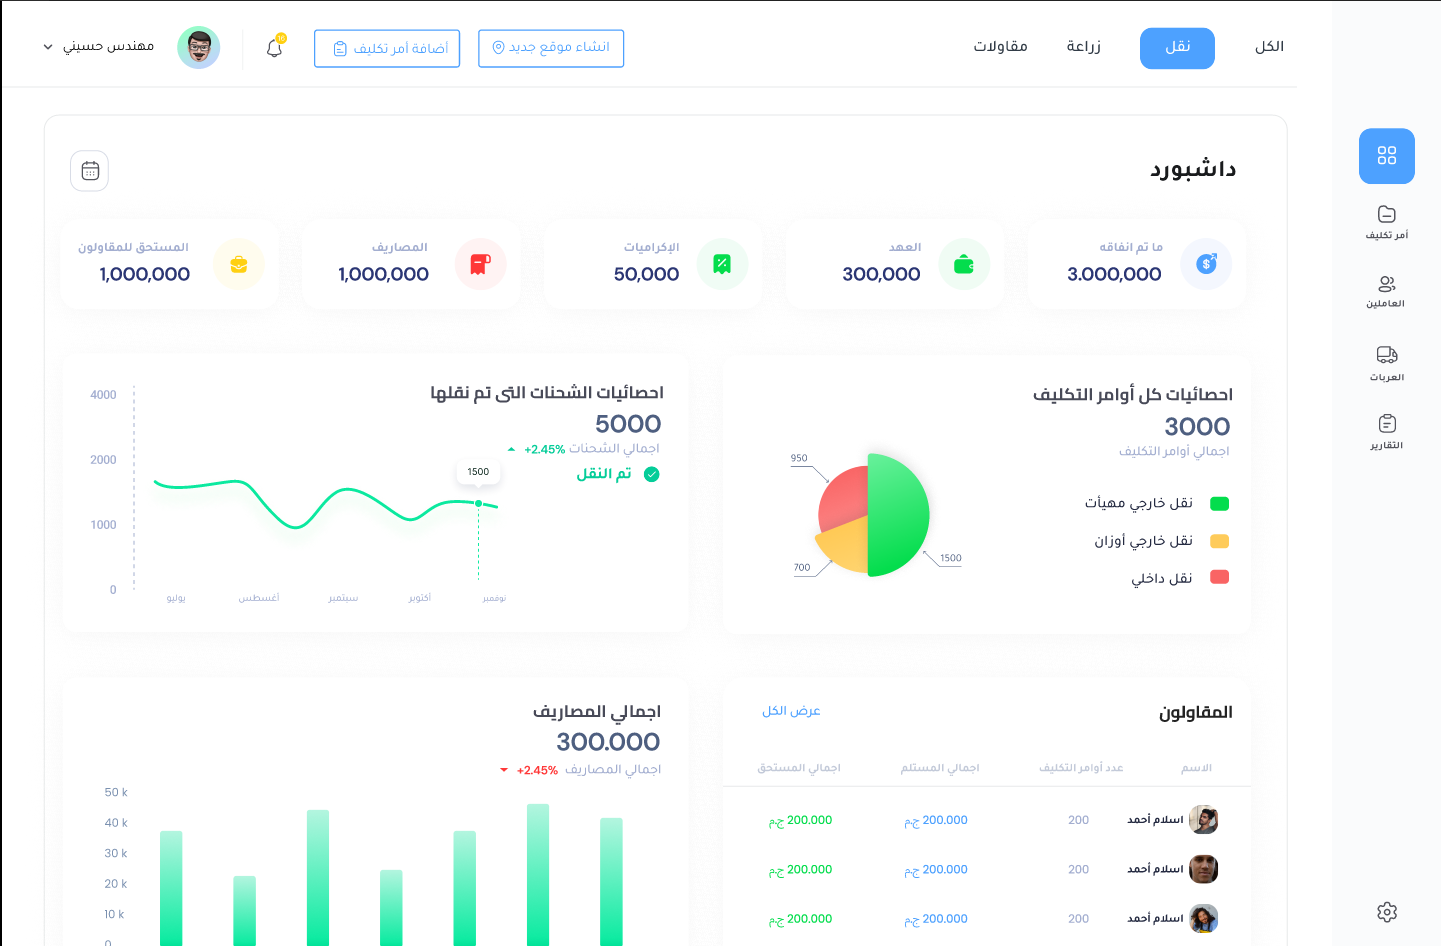 الكل
نقل
زراعة
مقاولات
انشاء موقع جديد
أضافة أمر تكليف
مهندس حسيني
داشبورد
أمر تكليف
العاملين
العربات
التقارير
ما تم انفاقه
3.000,000
العهد
300,000
الإكراميات
50,000
المصاريف
1,000,000
المستحق للمقاولون
1,000,000
احصائيات كل أوامر التكليف
3000
اجمالي أوامر التكليف
نقل خارجي مهيأت
نقل خارجي أوزان
نقل داخلي
950
700
1500
احصائيات الشحنات التى تم نقلها
5000
إجمالي الشحنات +2.45%
تم النقل
1500
4000
2000
1000
0
يوليو
أغسطس
سبتمبر
أكتوبر
نوفمبر
المقاولون
عرض الكل
الاسم
عدد أوامر التكليف
اجمالي المستلم
اجمالي المستحق
اسلام أحمد
200
200.000 ج.م
200.000 ج.م
اسلام أحمد
200
200.000 ج.م
200.000 ج.م
اسلام أحمد
200
200.000 ج.م
200.000 ج.م
اجمالي المصاريف
300.000
اجمالي المصاريف +2.45%
50 k
40 k
30 k
20 k
10 k
0